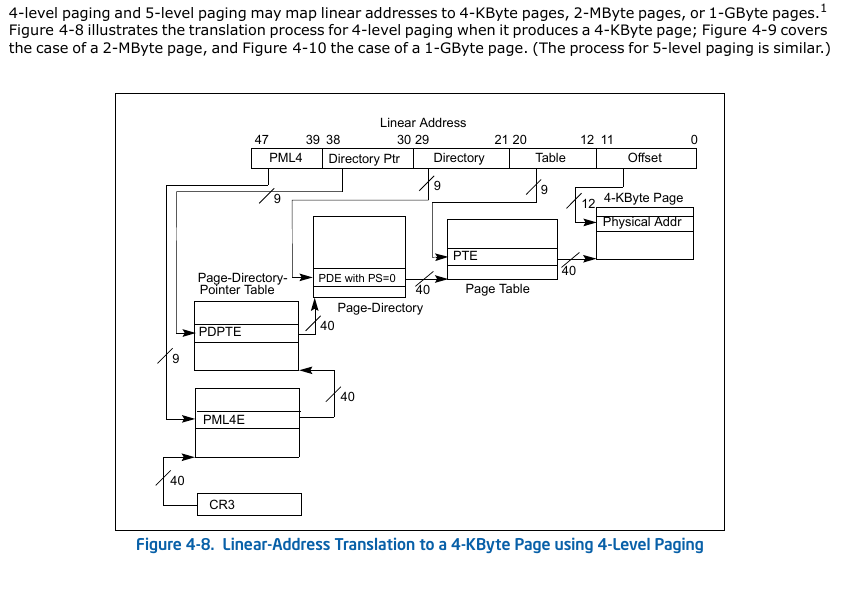 4-level paging and 5-level paging may map linear addresses to 4-KByte pages, 2-MByte pages, or 1-GByte pages.1
Figure 4-8 illustrates the translation process for 4-level paging when it produces a 4-KByte page; Figure 4-9 covers
the case of a 2-MByte page, and Figure 4-10 the case of a 1-GByte page. (The process for 5-level paging is similar.)
Linear Address
47 39 38 30 29 21 20 12 11 0
PML4 Directory Ptr Directory Table Offset
9 9 9
12 4-KByte Page
Physical Addr
PTE
40
Page Table
PDE with PS=0
40
Page-Directory
Page-Directory-
Pointer Table
40
PDPTE
9
40
PML4E
40
CR3
Figure 4-8. Linear-Address Translation to a 4-KByte Page using 4-Level Paging